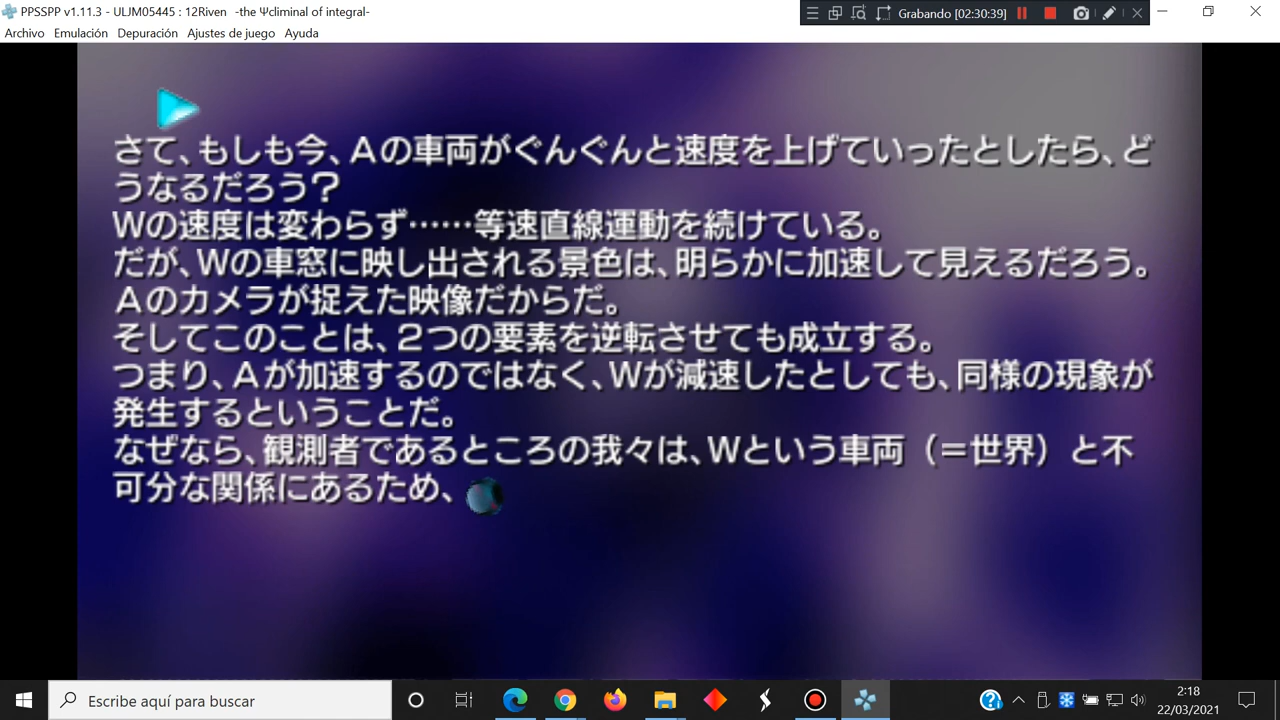 PPSSPP v1.11.3 - ULJM05445 : 12Riven -the Ψcliminal of integral-
Grabando [02:30:39]
Archivo Emulación Depuración Ajustes de juego Ayuda
さて、もしも今、Ａの車両がぐんぐんと速度を上げていったとしたら、ど
うなるだろう？
Ｗの速度は変わらず……等速直線運動を続けている。
だが、Ｗの車窓に映し出される景色は、明らかに加速して見えるだろう。
Ａのカメラが捉えた映像だからだ。
そしてこのことは、２つの要素を逆転させても成立する。
つまり、Ａが加速するのではなく、Ｗが減速したとしても、同様の現象が
発生するということだ。
なぜなら、観測者であるところの我々は、Ｗという車両（＝世界）と不
可分な関係にあるため、
Escribe aquí para buscar
2:18
22/03/2021